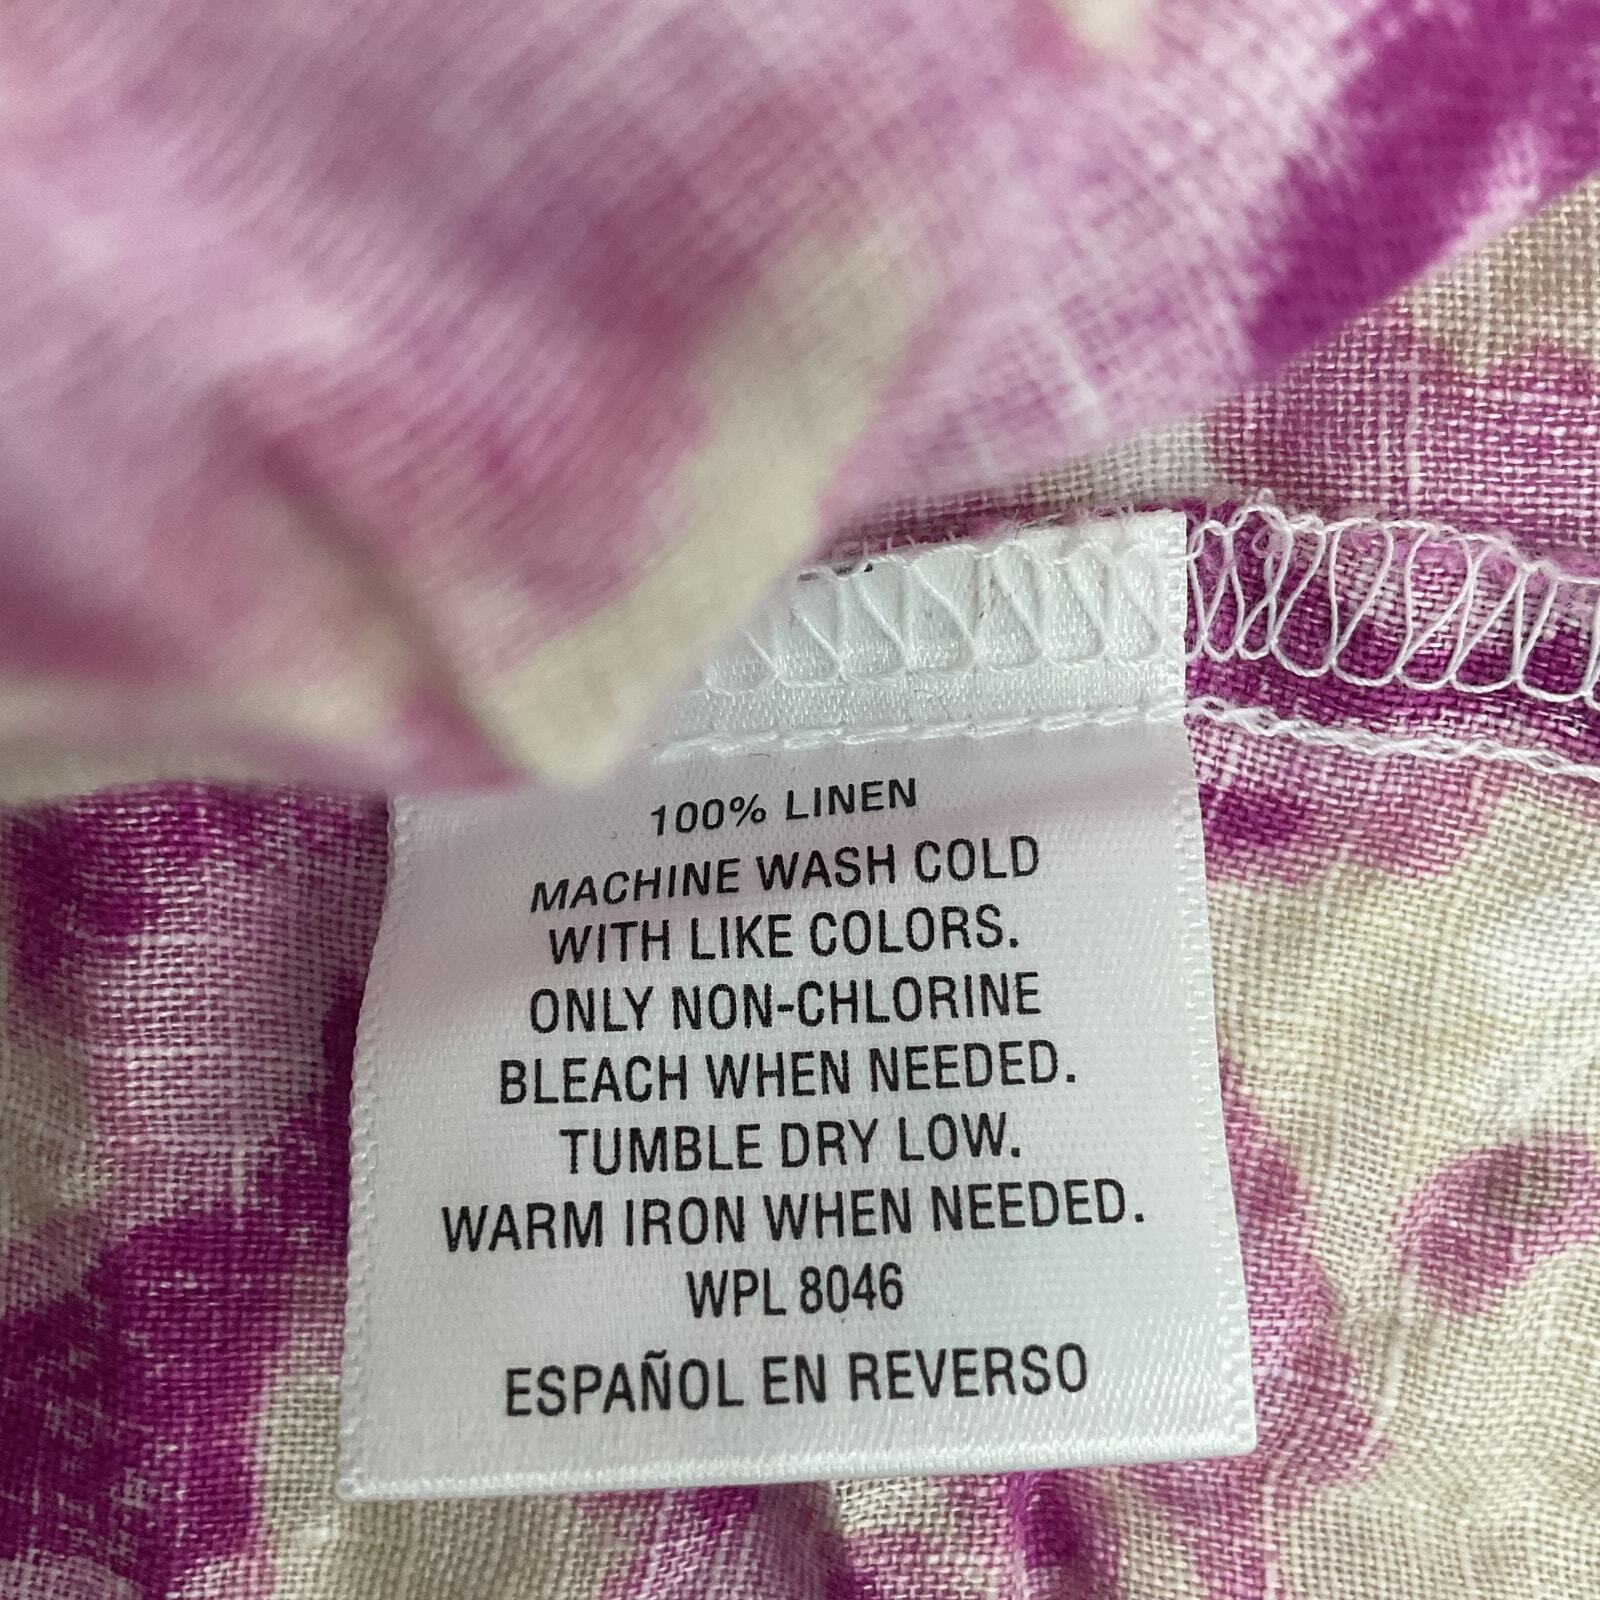 100% LINEN
MACHINE WASH COLD
WITH LIKE COLORS.
ONLY NON-CHLORINE
BLEACH WHEN NEEDED.
TUMBLE DRY LOW.
WARM IRON WHEN NEEDED.
WPL 8046
ESPAÑOL EN REVERSO